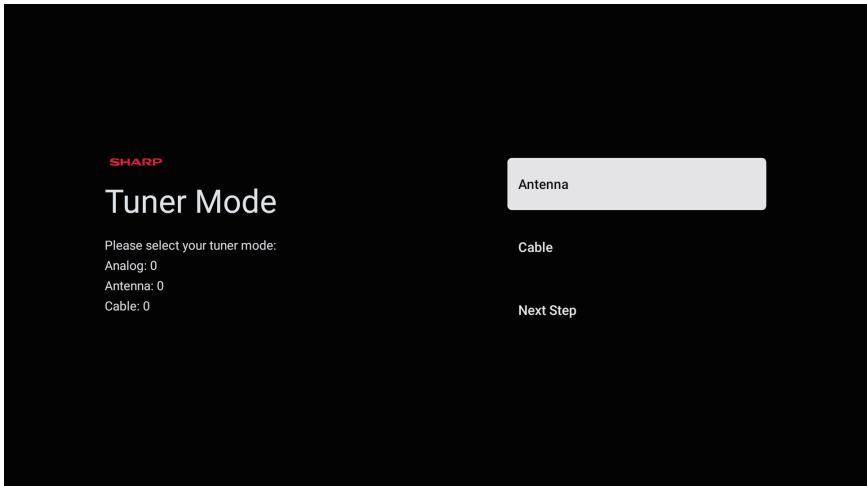 SHARP
Tuner Mode
Please select your tuner mode:
Analog: 0
Antenna: 0
Cable: 0
Antenna
Cable
Next Step